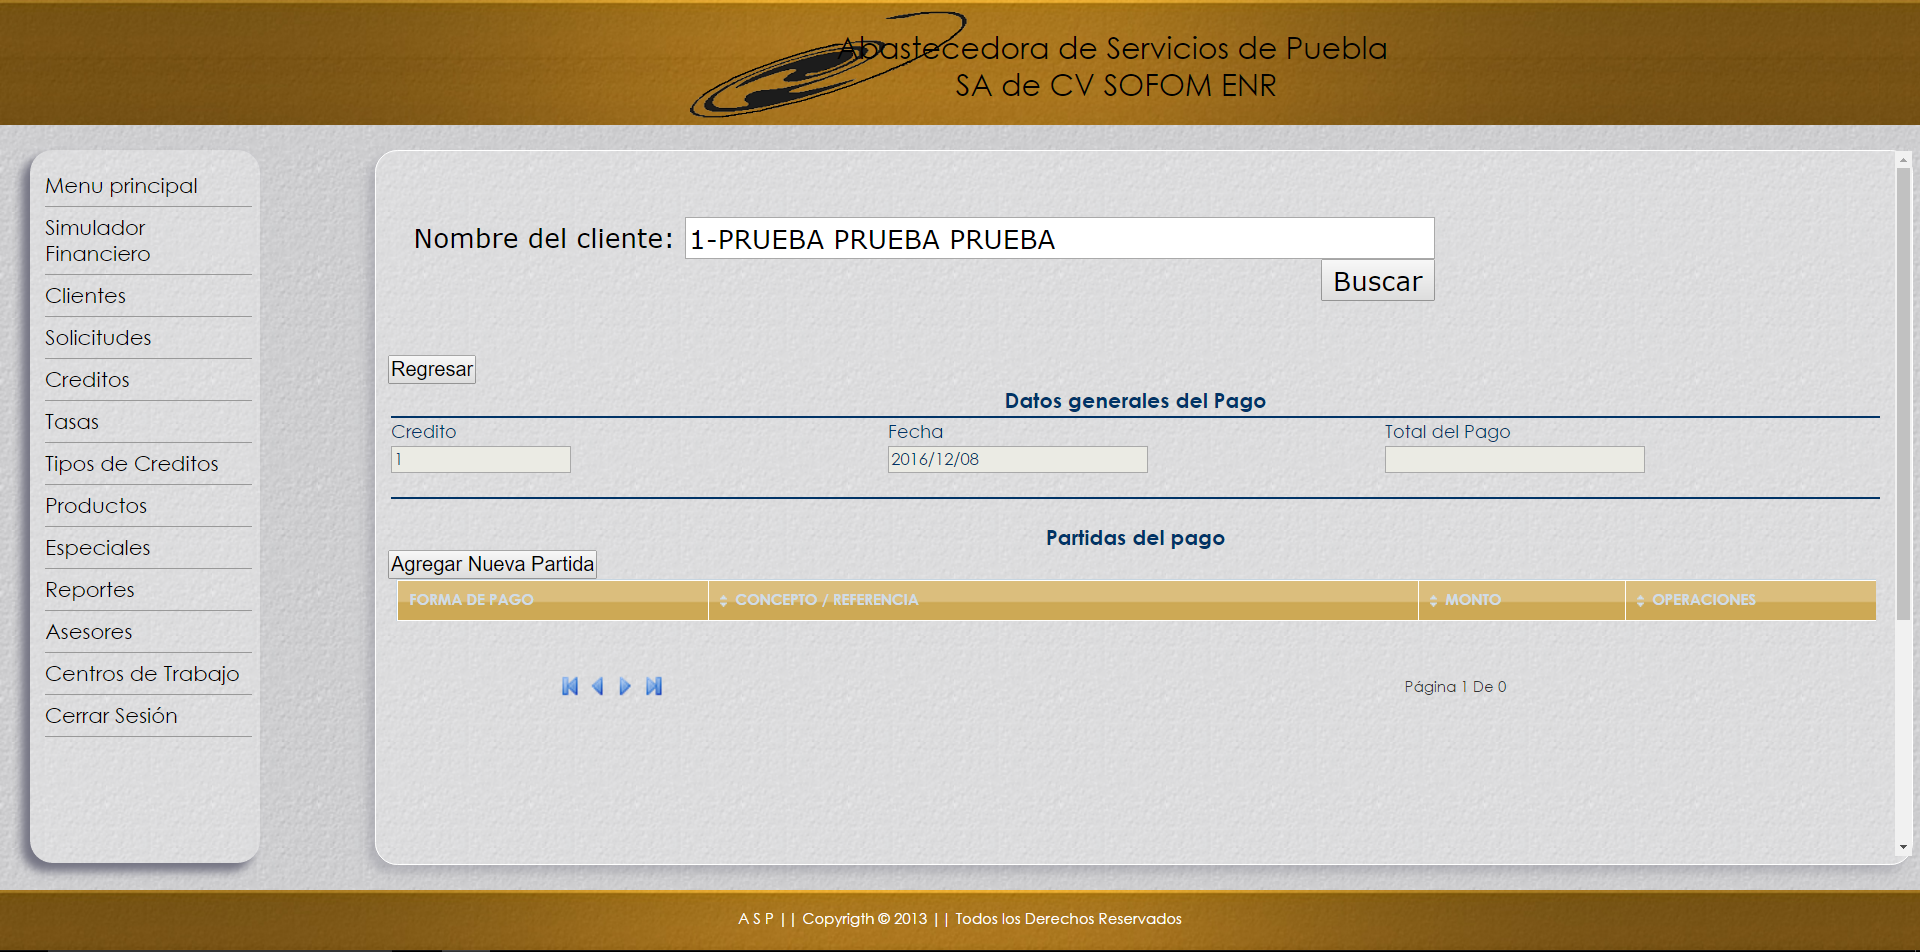 Abastecedora de Servicios de Puebla
SA de CV SOFOM ENR
Menu principal
Simulador
Financiero
Clientes
Solicitudes
Creditos
Tasas
Tipos de Creditos
Productos
Especiales
Reportes
Asesores
Centros de Trabajo
Cerrar Sesión
Nombre del cliente: 1-PRUEBA PRUEBA PRUEBA
Buscar
Regresar
Datos generales del Pago
Credito Fecha Total del Pago
1 2016/12/08
Partidas del pago
Agregar Nueva Partida
FORMA DE PAGO CONCEPTO / REFERENCIA MONTO OPERACIONES
Página 1 De 0
A S P || Copyrigth © 2013 || Todos los Derechos Reservados